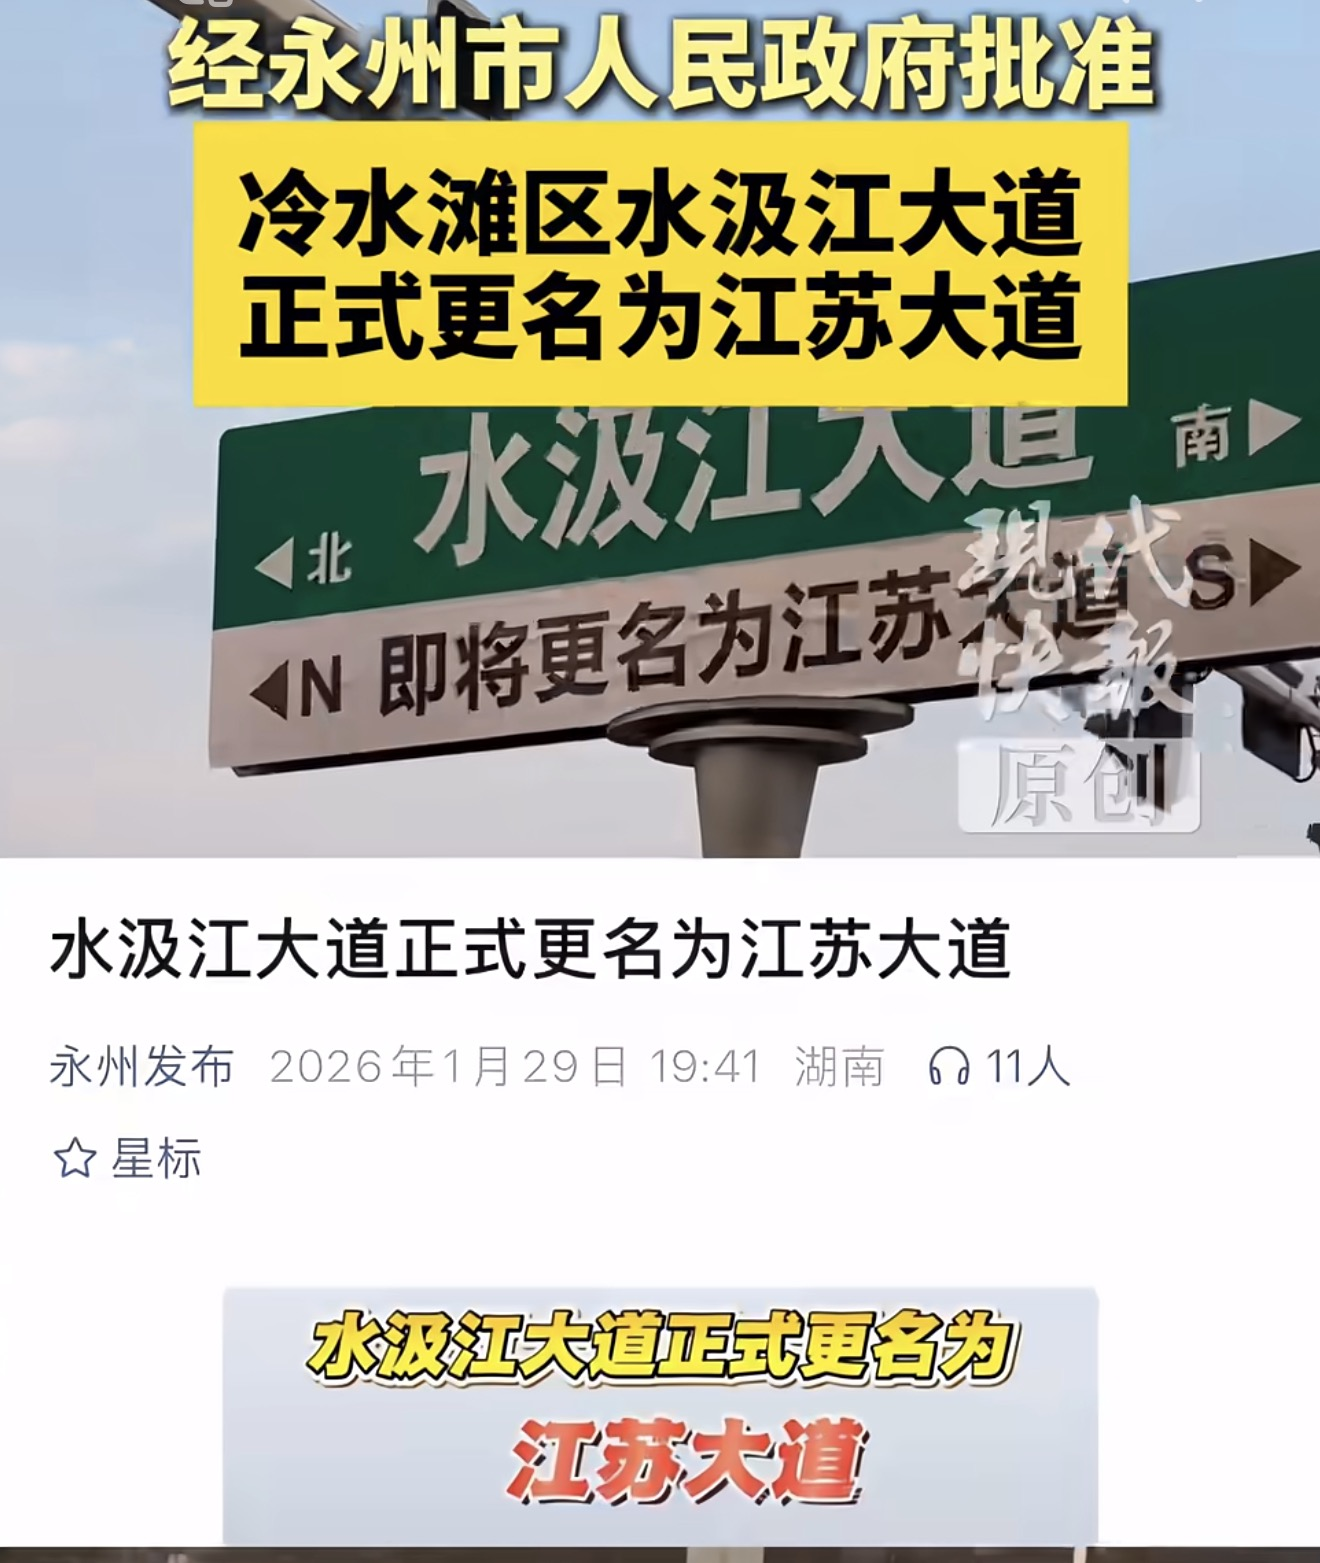 经永州市人民政府批准
冷水滩区水汲江大道
正式更名为江苏大道
水汲江大道
南
北
N 即将更名为江苏大道 S
现代
快报
原创
水汲江大道正式更名为江苏大道
永州发布 2026年1月29日 19:41 湖南 11人
星标
水汲江大道正式更名为
江苏大道